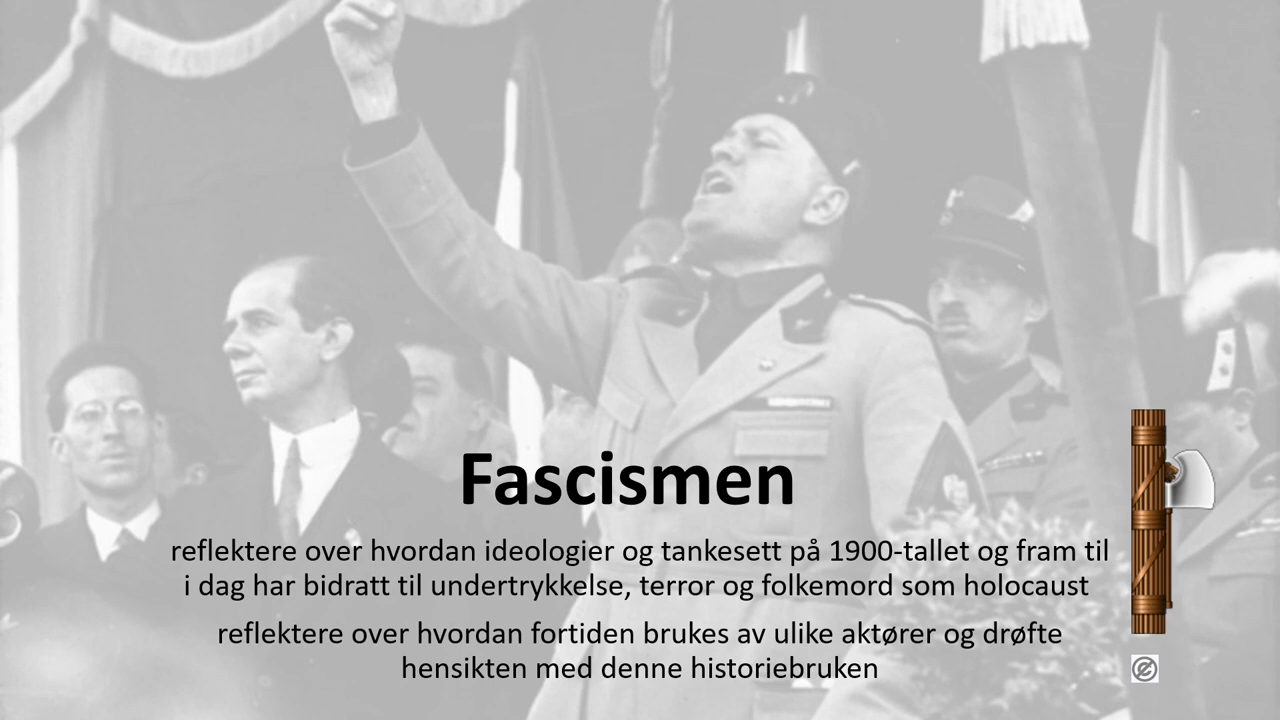 Fascismen
reflektere over hvordan ideologier og tankesett på 1900-tallet og fram til
i dag har bidratt til undertrykkelse, terror og folkemord som holocaust
reflektere over hvordan fortiden brukes av ulike aktører og drøfte
hensikten med denne historiebruken